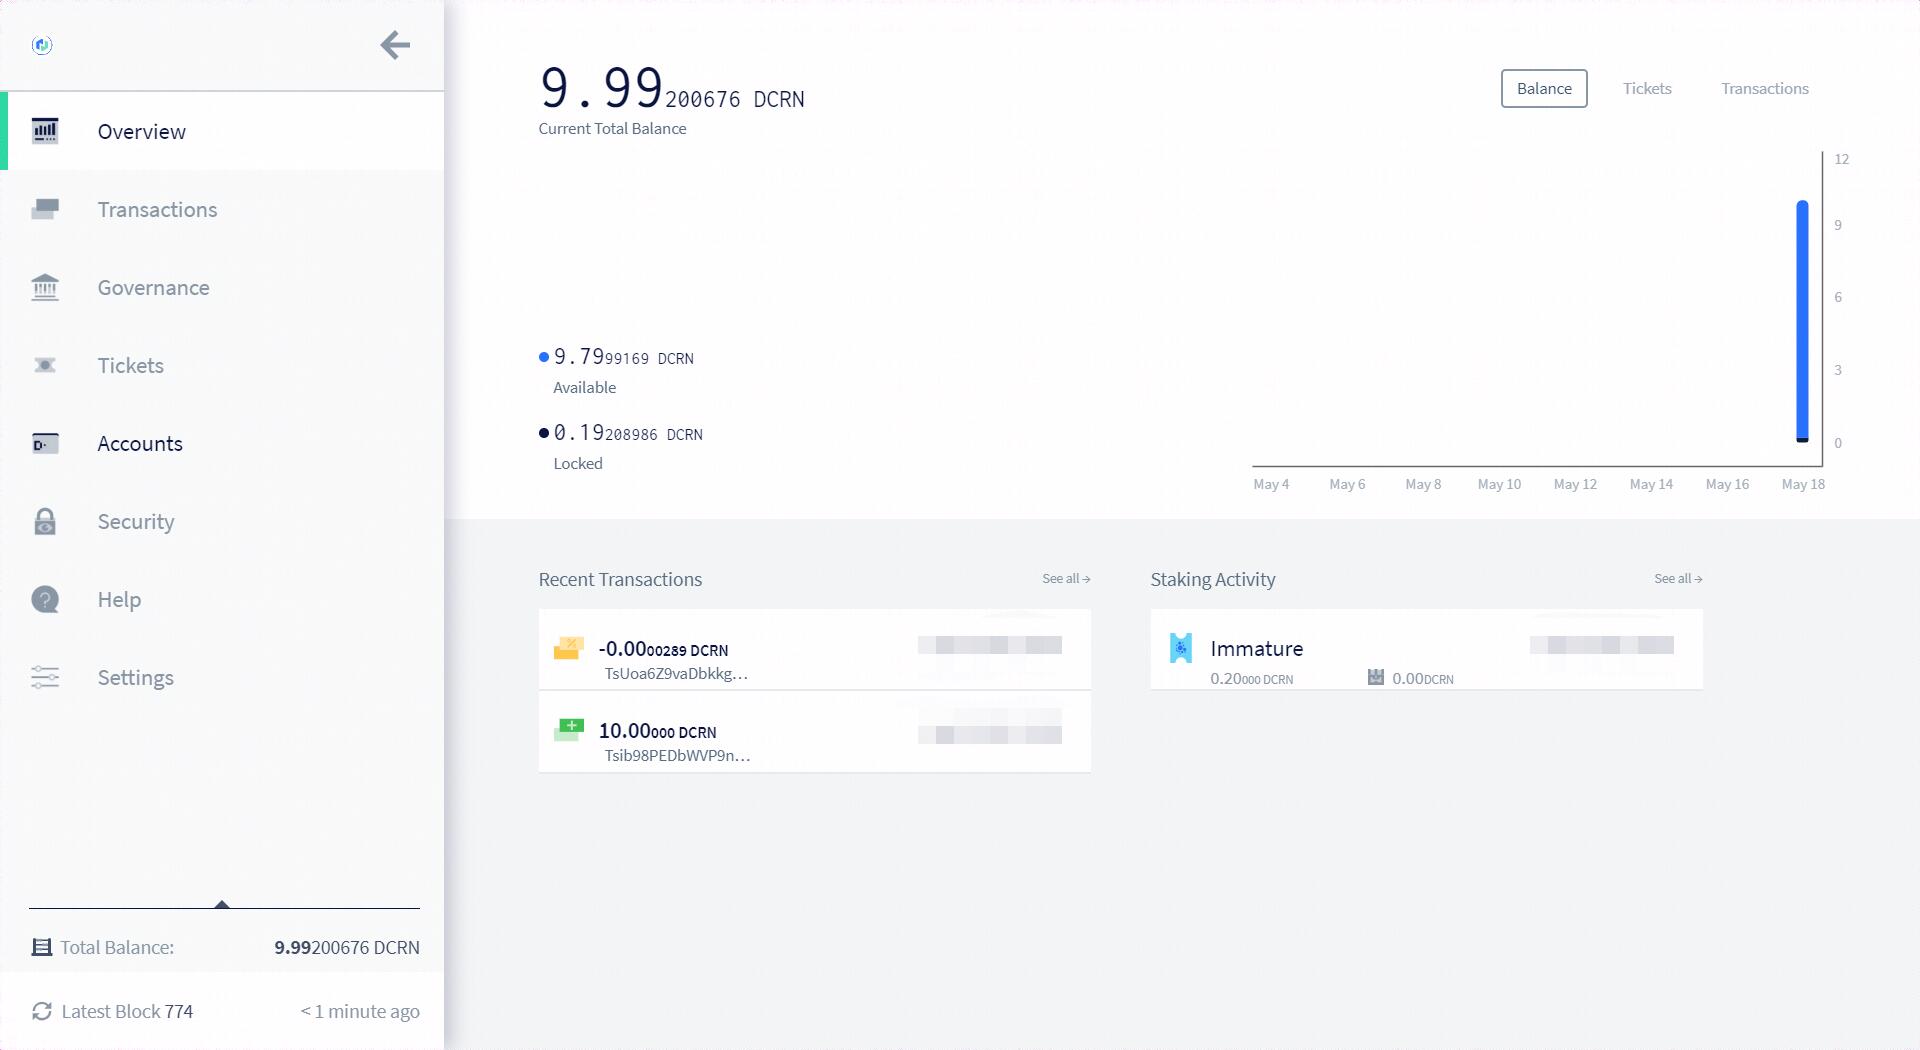 Overview
Transactions
Governance
Tickets
Accounts
Security
Help
Settings
Total Balance: 9.99200676 DCRN
Latest Block 774 < 1 minute ago
9.99200676 DCRN
Current Total Balance
Balance Tickets Transactions
9.7999169 DCRN
Available
0.19208986 DCRN
Locked
12
9
6
3
0
May 4 May 6 May 8 May 10 May 12 May 14 May 16 May 18
Recent Transactions See all →
-0.0000289 DCRN
TsUoa6Z9vaDbkkg...
10.00000 DCRN
Tsib98PEDbWVP9n...
Staking Activity See all →
Immature
0.20000 DCRN 0.00DCRN